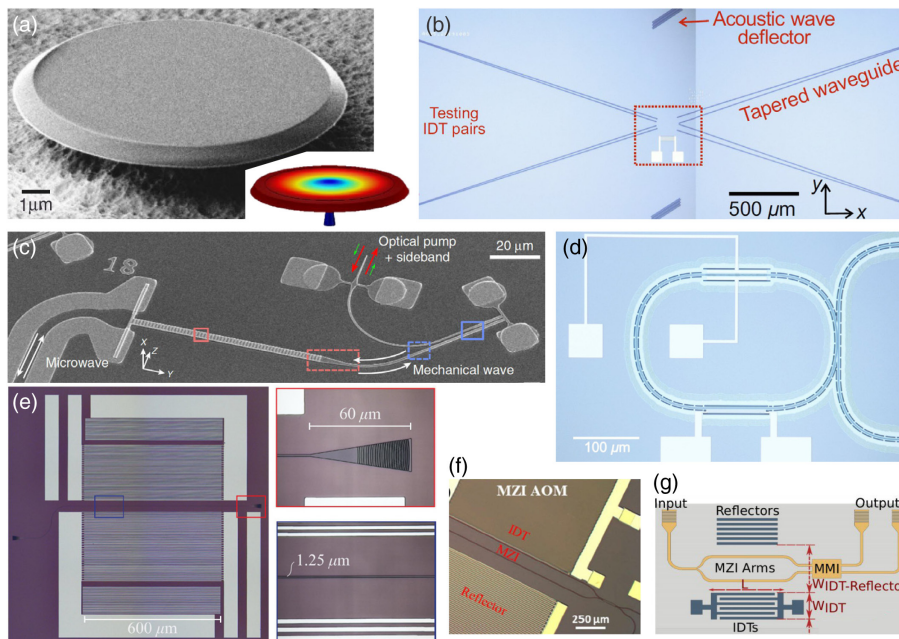 (a)
1μm
(b)
Acoustic wave
deflector
Testing
IDT pairs
Tapered waveguide
500 μm
y
x
(c)
18
Optical pump
+ sideband
20 μm
Microwave
X
Z
Y
Mechanical wave
(d)
100 μm
(e)
600 μm
60 μm
1.25 μm
(f)
MZI AOM
IDT
MZI
Reflector
250 μm
(g)
Input
Reflectors
Output
MZI Arms
MMI
WIDT-Reflector
L
WIDT
IDTs